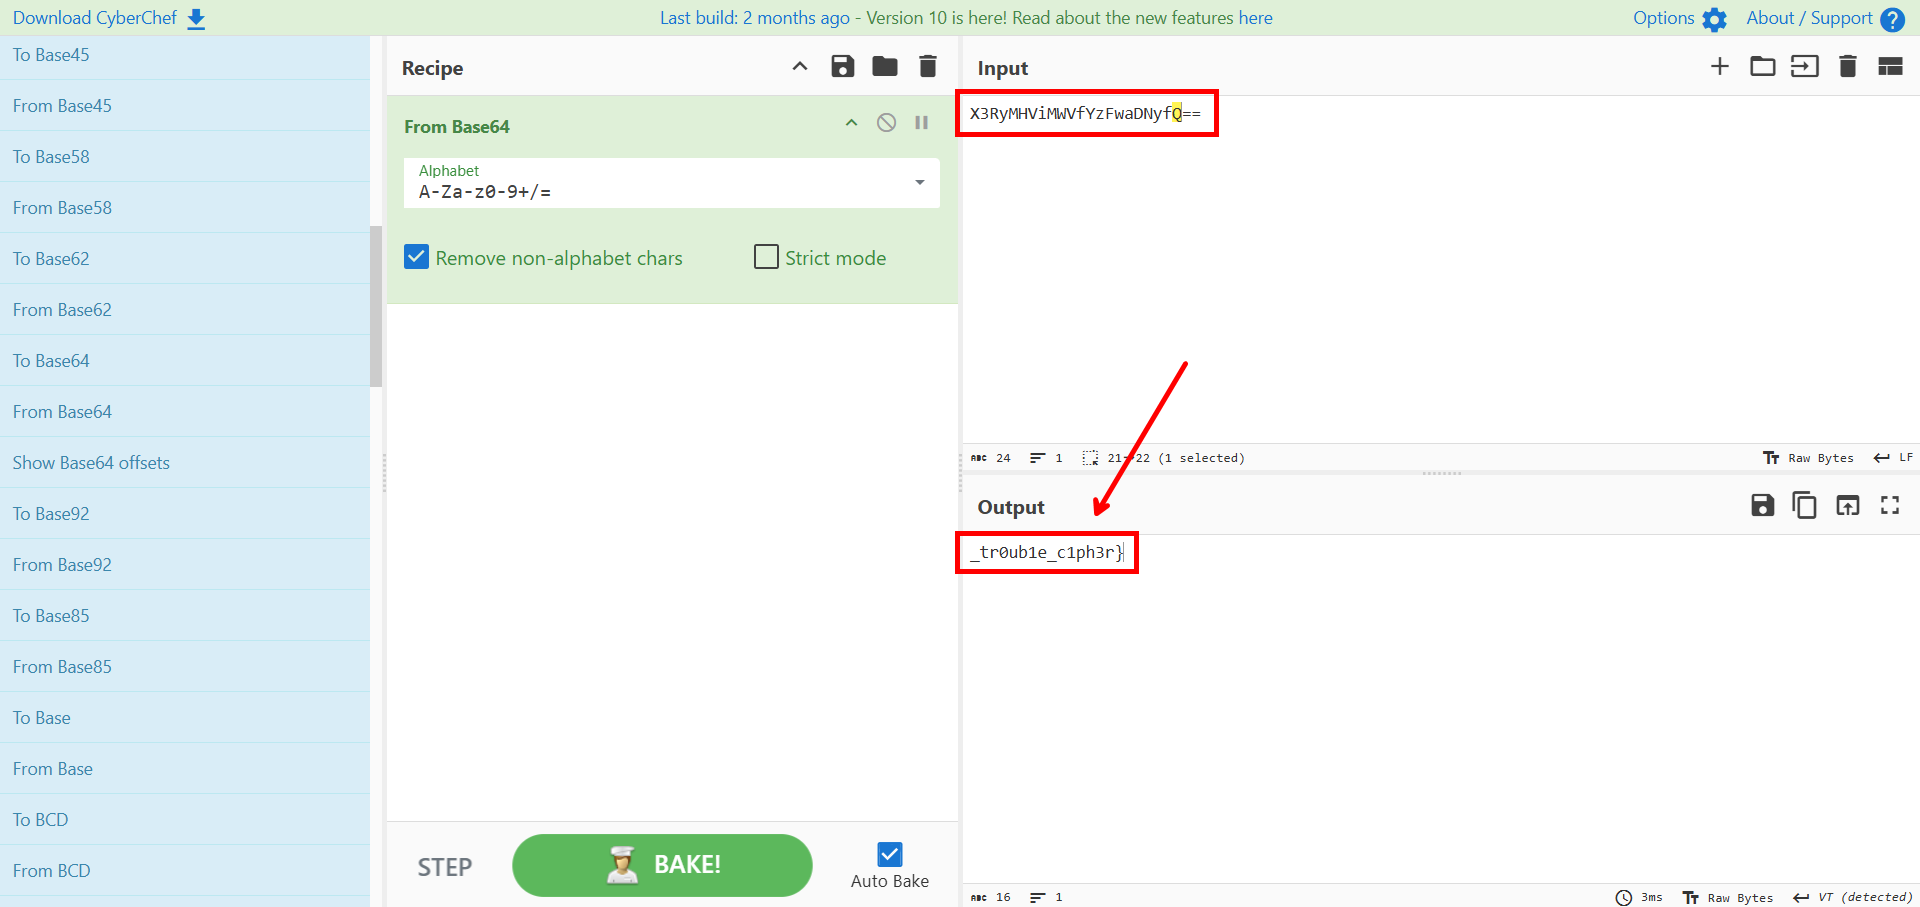 Download CyberChef
Last build: 2 months ago - Version 10 is here! Read about the new features here
Options
About / Support
To Base45
From Base45
To Base58
From Base58
To Base62
From Base62
To Base64
From Base64
Show Base64 offsets
To Base92
From Base92
To Base85
From Base85
To Base
From Base
To BCD
From BCD
Recipe
From Base64
Alphabet
A-Za-z0-9+/=
Remove non-alphabet chars
Strict mode
STEP
BAKE!
Auto Bake
Input
X3RyMHViMWVfYzFwaDNyfQ==
ABC 24 1 21→22 (1 selected)
Raw Bytes
LF
Output
_tr0ub1e_c1ph3r}
ABC 16 1
3ms
Raw Bytes
VT (detected)